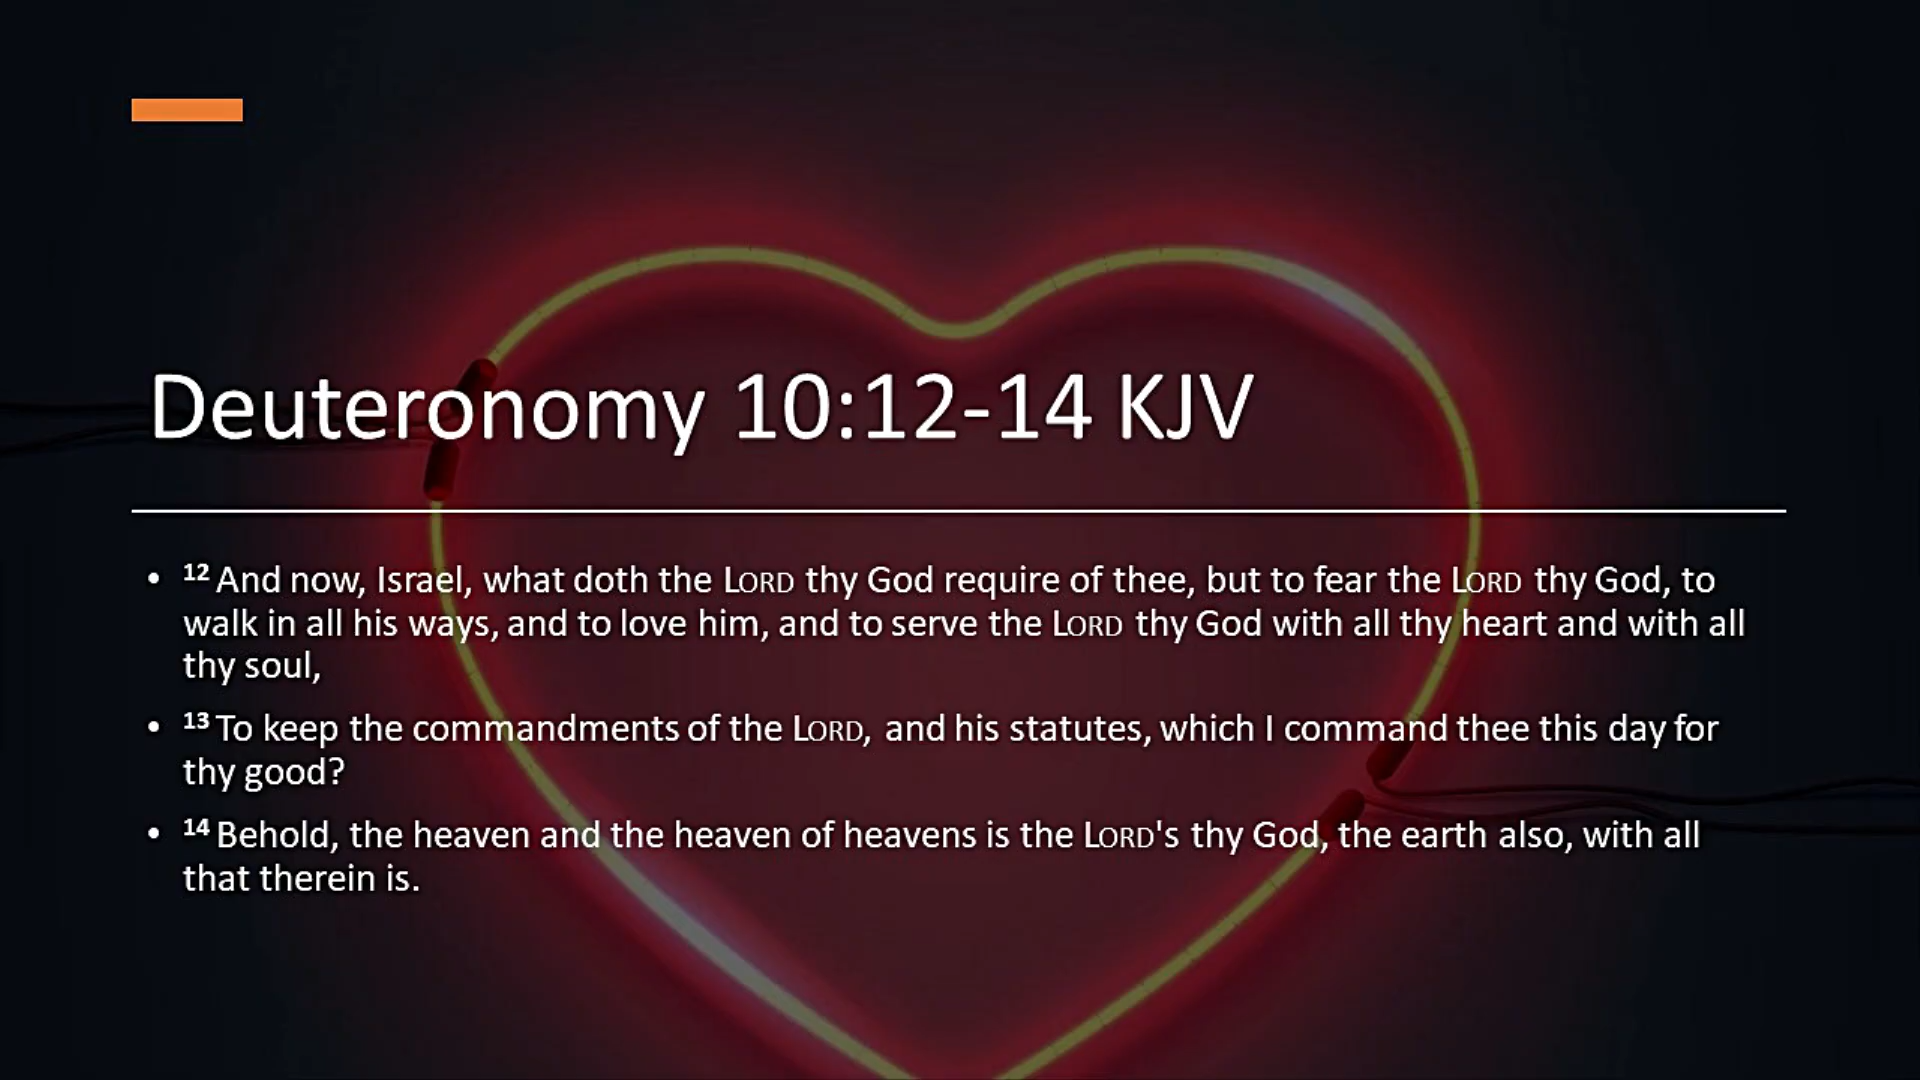 Deuteronomy 10:12-14 KJV
• 12 And now, Israel, what doth the LORD thy God require of thee, but to fear the LORD thy God, to
walk in all his ways, and to love him, and to serve the LORD thy God with all thy heart and with all
thy soul,
• 13 To keep the commandments of the LORD, and his statutes, which I command thee this day for
thy good?
• 14 Behold, the heaven and the heaven of heavens is the LORD's thy God, the earth also, with all
that therein is.